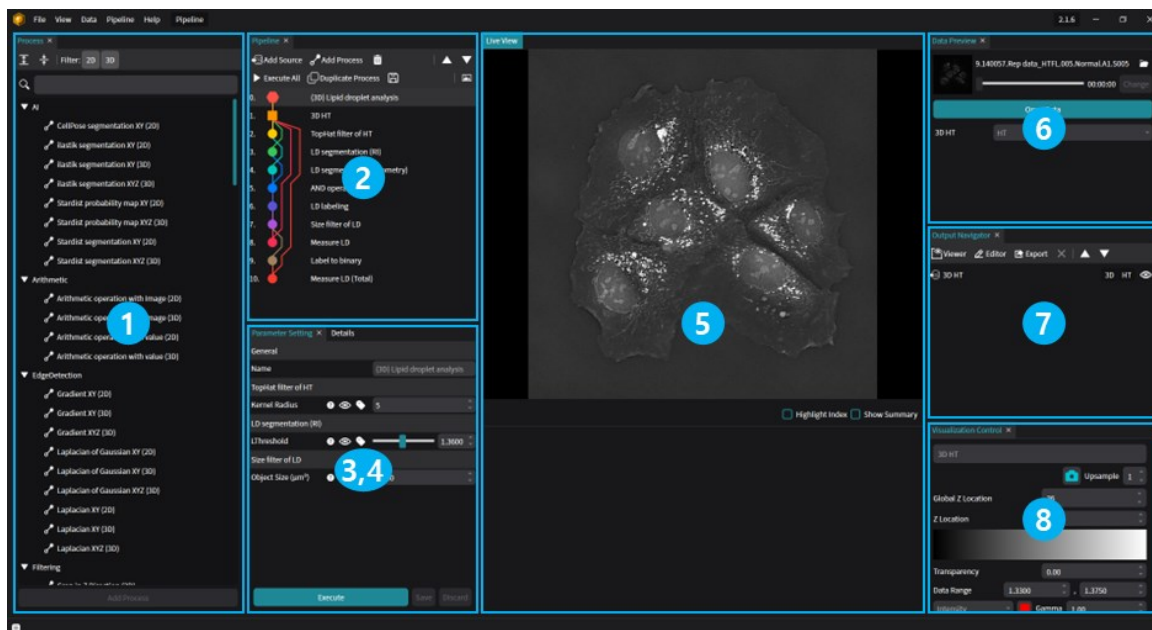 File View Data Pipeline Help Pipeline 2.1.6
Process
Filter: 2D 3D
AI
CellPose segmentation XY (2D)
Ilastik segmentation XY (2D)
Ilastik segmentation XY (3D)
Ilastik segmentation XYZ (3D)
Stardist probability map XY (2D)
Stardist probability map XYZ (3D)
Stardist segmentation XY (2D)
Stardist segmentation XYZ (3D)
Arithmetic
Arithmetic operation with image (2D)
Arithmetic image (3D)
Arithmetic value (2D)
Arithmetic operation with value (3D)
1
EdgeDetection
Gradient XY (2D)
Gradient XY (3D)
Gradient XYZ (3D)
Laplacian of Gaussian XY (2D)
Laplacian of Gaussian XY (3D)
Laplacian of Gaussian XYZ (3D)
Laplacian XY (2D)
Laplacian XY (3D)
Laplacian XYZ (3D)
Filtering
Add Process
Pipeline
Add Source Add Process
Execute All Duplicate Process
0. (3D) Lipid droplet analysis
1. 3D HT
2. TopHat filter of HT
3. LD segmentation (RI)
4. LD
5. AND
6. LD labeling
7. Size filter of LD
8. Measure LD
9. Label to binary
10. Measure LD (Total)
2
Parameter Setting Details
General
Name (3D) Lipid droplet analysis
TopHat filter of HT
Kernel Radius 5
LD segmentation (RI)
LThreshold 1.3600
Size filter of LD
Object Size (µm³)
3,4
Execute Save Discard
Live View
5
Highlight Index Show Summary
Data Preview
9.140057.Rep data_HTFL.005.Normal.A1.S005
00:00:00 Change
3D HT HT
6
Output Navigator
Viewer Editor Export
3D HT 3D HT
7
Visualization Control
3D HT
Upsample 1
Global Z Location
Z Location
8
Transparency 0.00
Data Range 1.3300 , 1.3750
Intensity Gamma 1.00